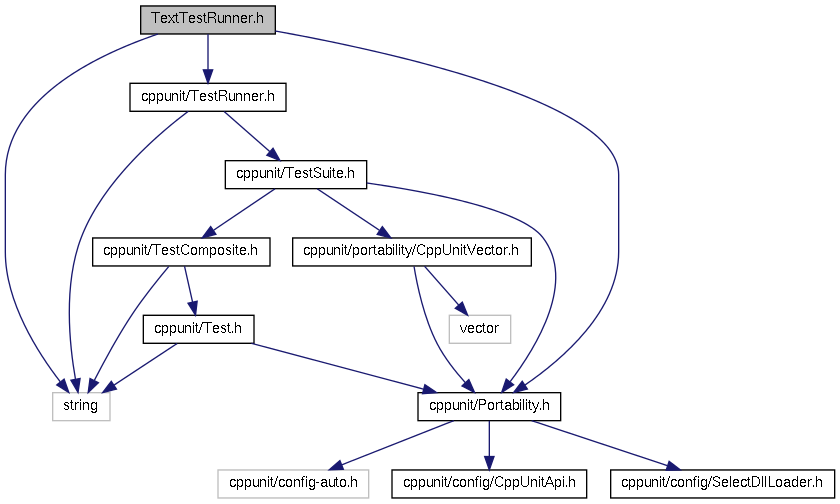 TextTestRunner.h
cppunit/TestRunner.h
cppunit/TestSuite.h
cppunit/TestComposite.h
cppunit/portability/CppUnitVector.h
cppunit/Test.h
vector
string
cppunit/Portability.h
cppunit/config-auto.h
cppunit/config/CppUnitApi.h
cppunit/config/SelectDllLoader.h